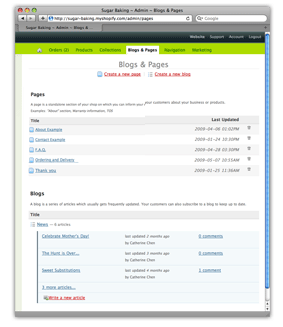 Sugar Baking ~ Admin ~ Blogs & Pages
http://sugar-baking.myshopify.com/admin/pages
Google
Sugar Baking ~ Admin ~ Blogs &...
Website Support Account Logout
Orders (3) Products Collections Blogs & Pages Navigation Marketing
Blogs & Pages
Create a new page Create a new blog
Pages
A page is a standalone section of your shop on which you can inform your customers about your business or products.
Examples: "About" section, Warranty information, FAQ
Title Last Updated
About Example 2009-04-06 01:02PM
Contact Example 2009-01-24 10:50PM
F.A.Q. 2009-04-28 03:50PM
Ordering and Delivery 2009-05-07 10:55AM
Thank you 2009-01-25 11:36AM
Blogs
A blog is a series of articles which usually gets frequently updated. Your customers can also subscribe to a blog to keep up to date.
Title
News — 6 articles
Celebrate Mother's Day! last updated 3 months ago 0 comments
by Catherine Chen
The Hunt is Over... last updated 3 months ago 0 comments
by Catherine Chen
Sweet Substitutions last updated 4 months ago 1 comment
by Catherine Chen
3 more articles...
Write a new article